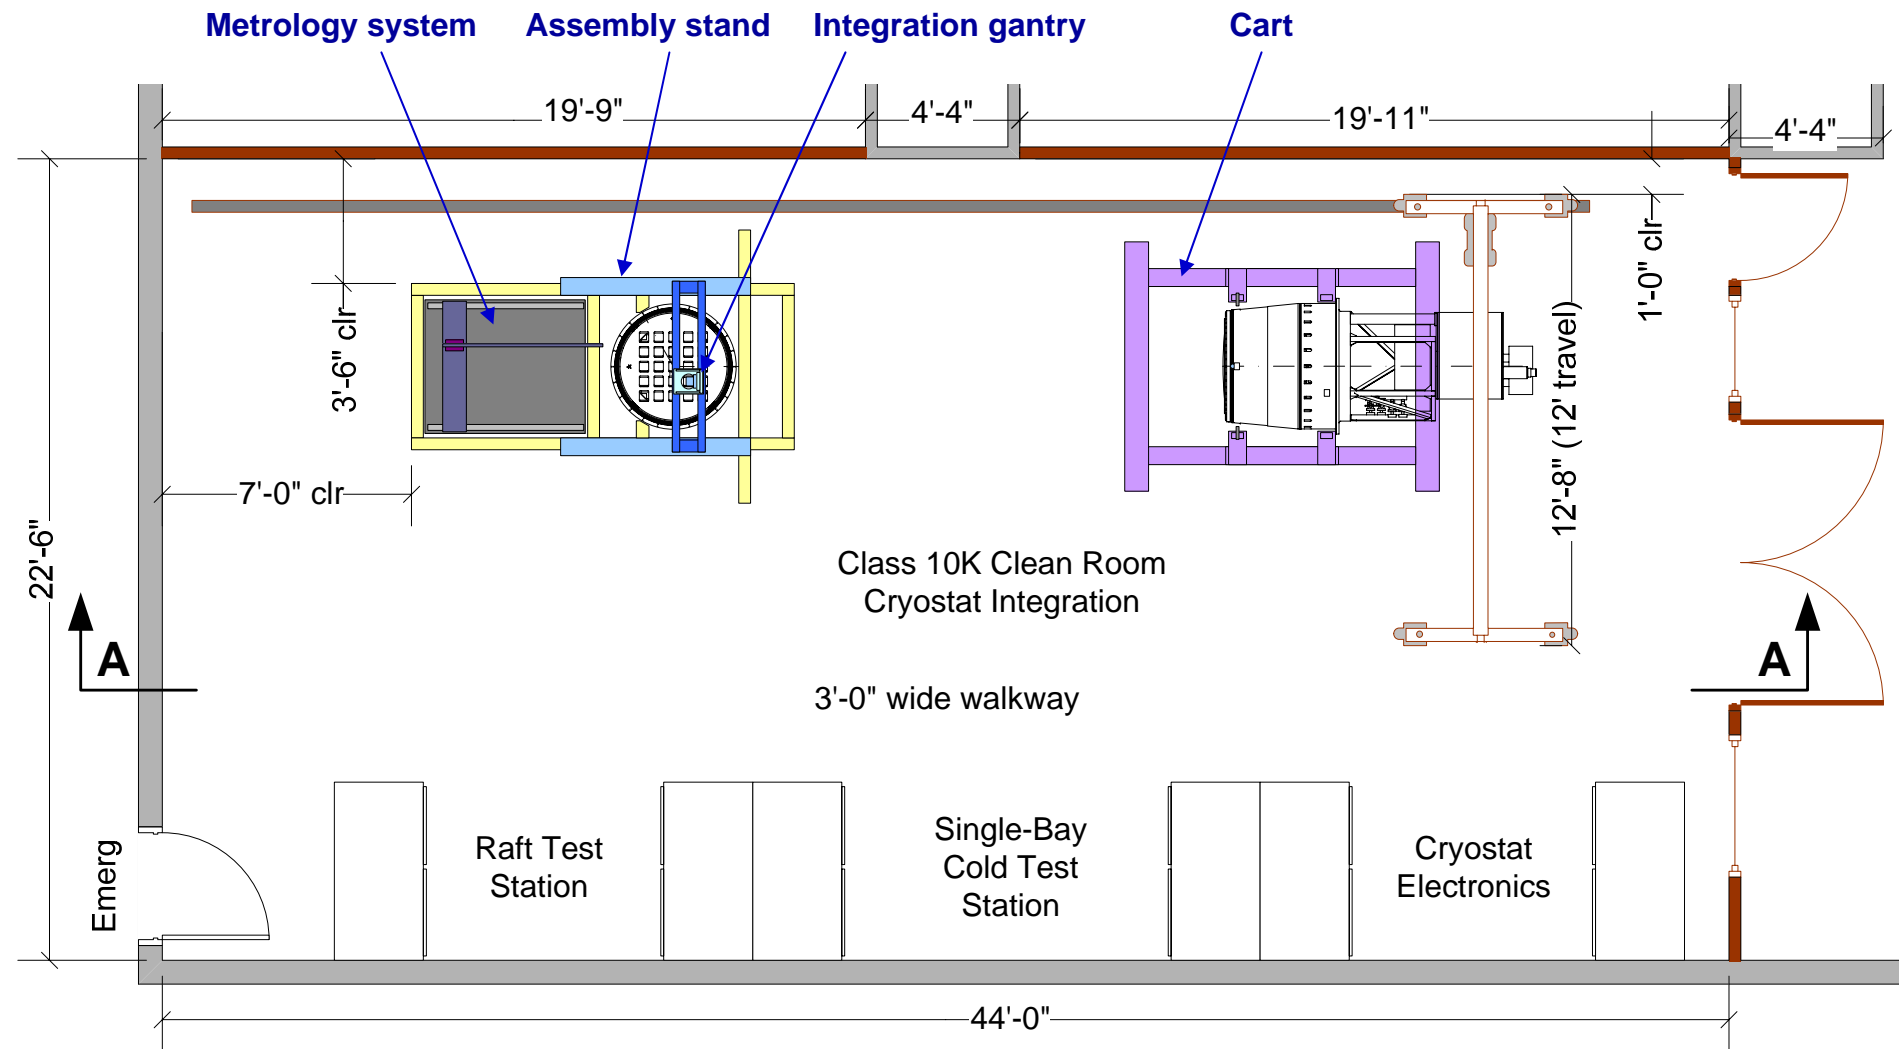 Metrology system
Assembly stand
Integration gantry
Cart
19'-9"
4'-4"
19'-11"
4'-4"
3'-6" clr
1'-0" clr
12'-8" (12' travel)
7'-0" clr
22'-6"
Class 10K Clean Room
Cryostat Integration
A
A
3'-0" wide walkway
Emerg
Raft Test
Station
Single-Bay
Cold Test
Station
Cryostat
Electronics
44'-0"